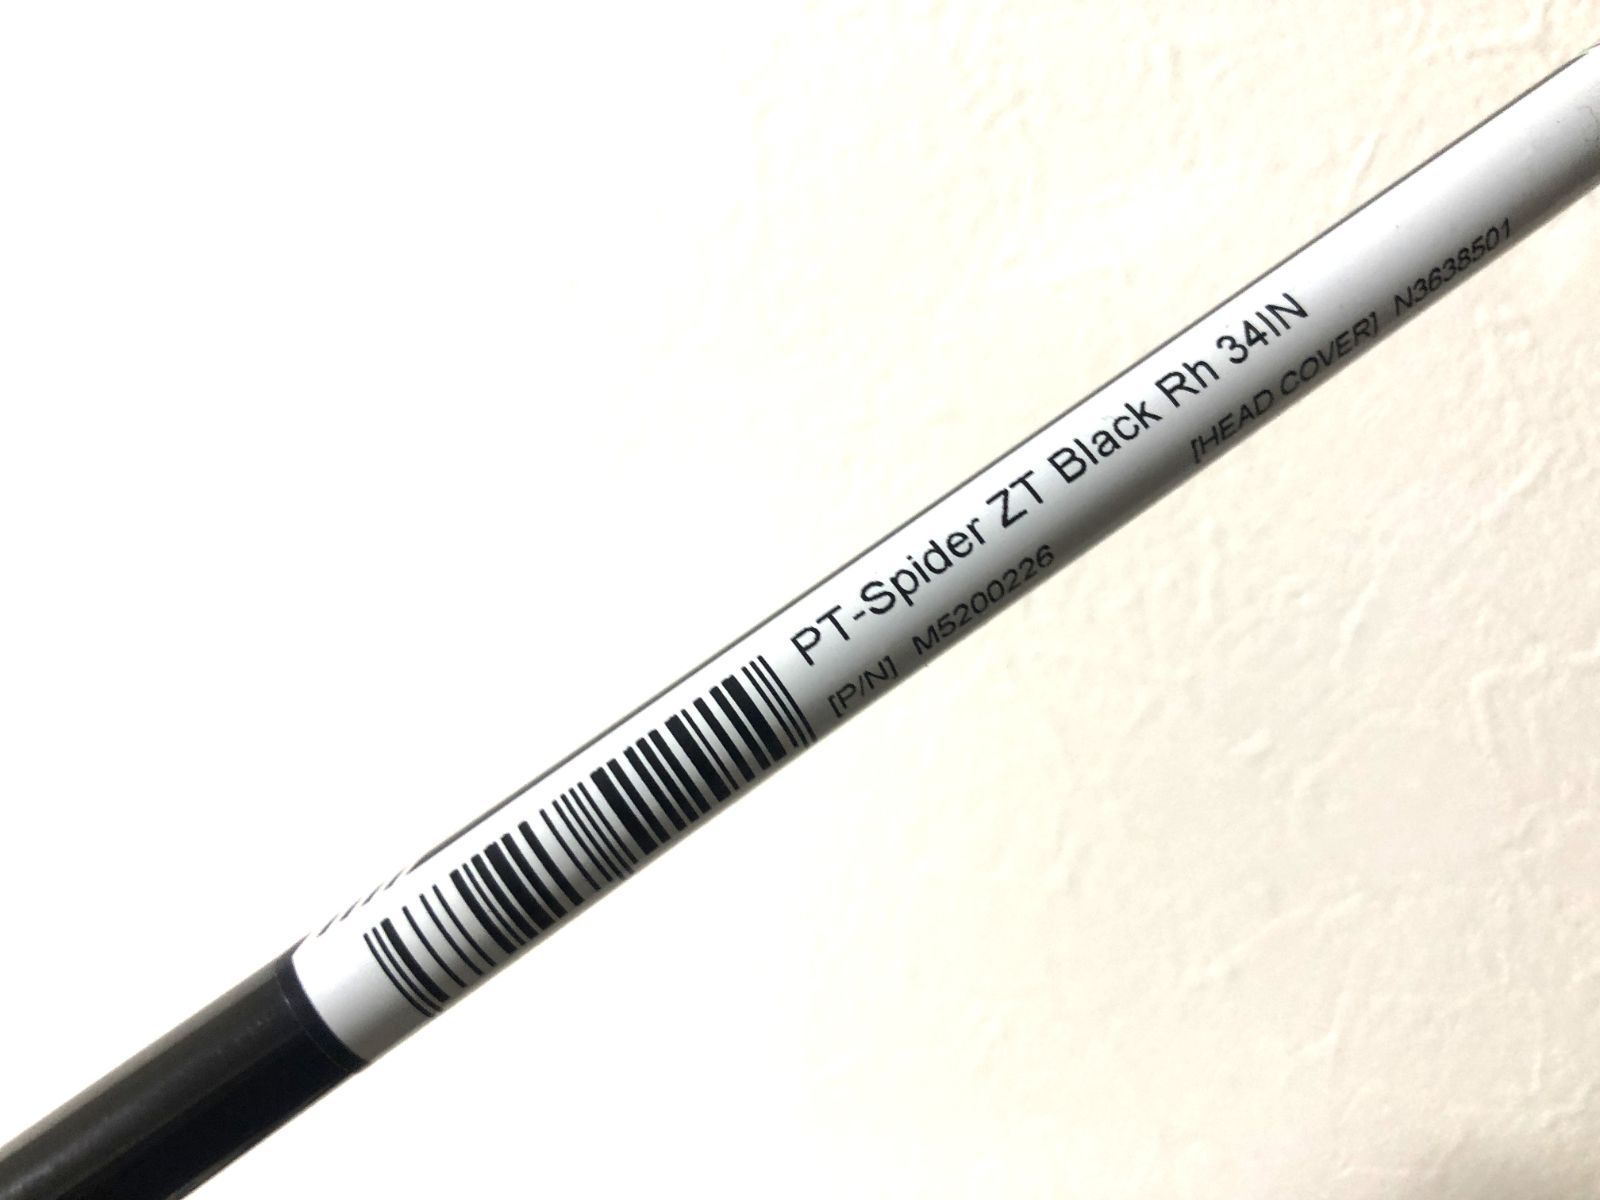 PT-Spider ZT Black Rh 34IN
[P/N] M5200226 [HEAD COVER] N3638501